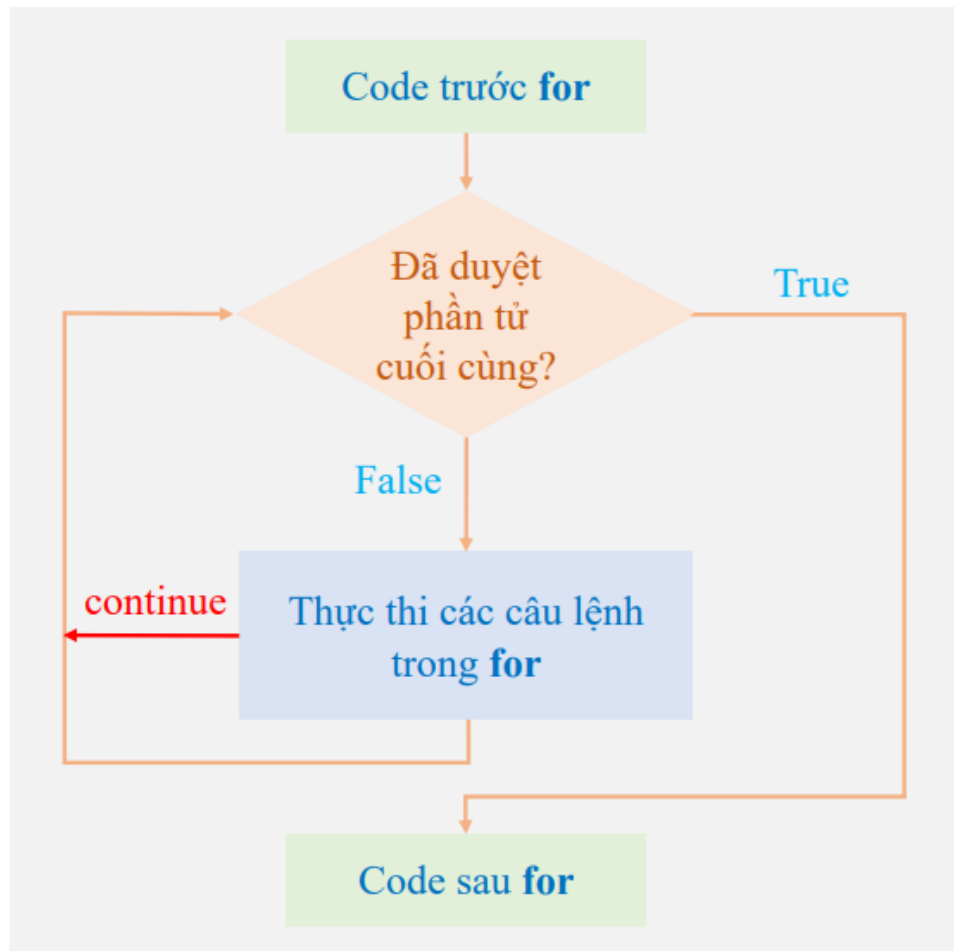 Code trước for
Đã duyệt
phần tử
cuối cùng?
True
False
continue
Thực thi các câu lệnh
trong for
Code sau for